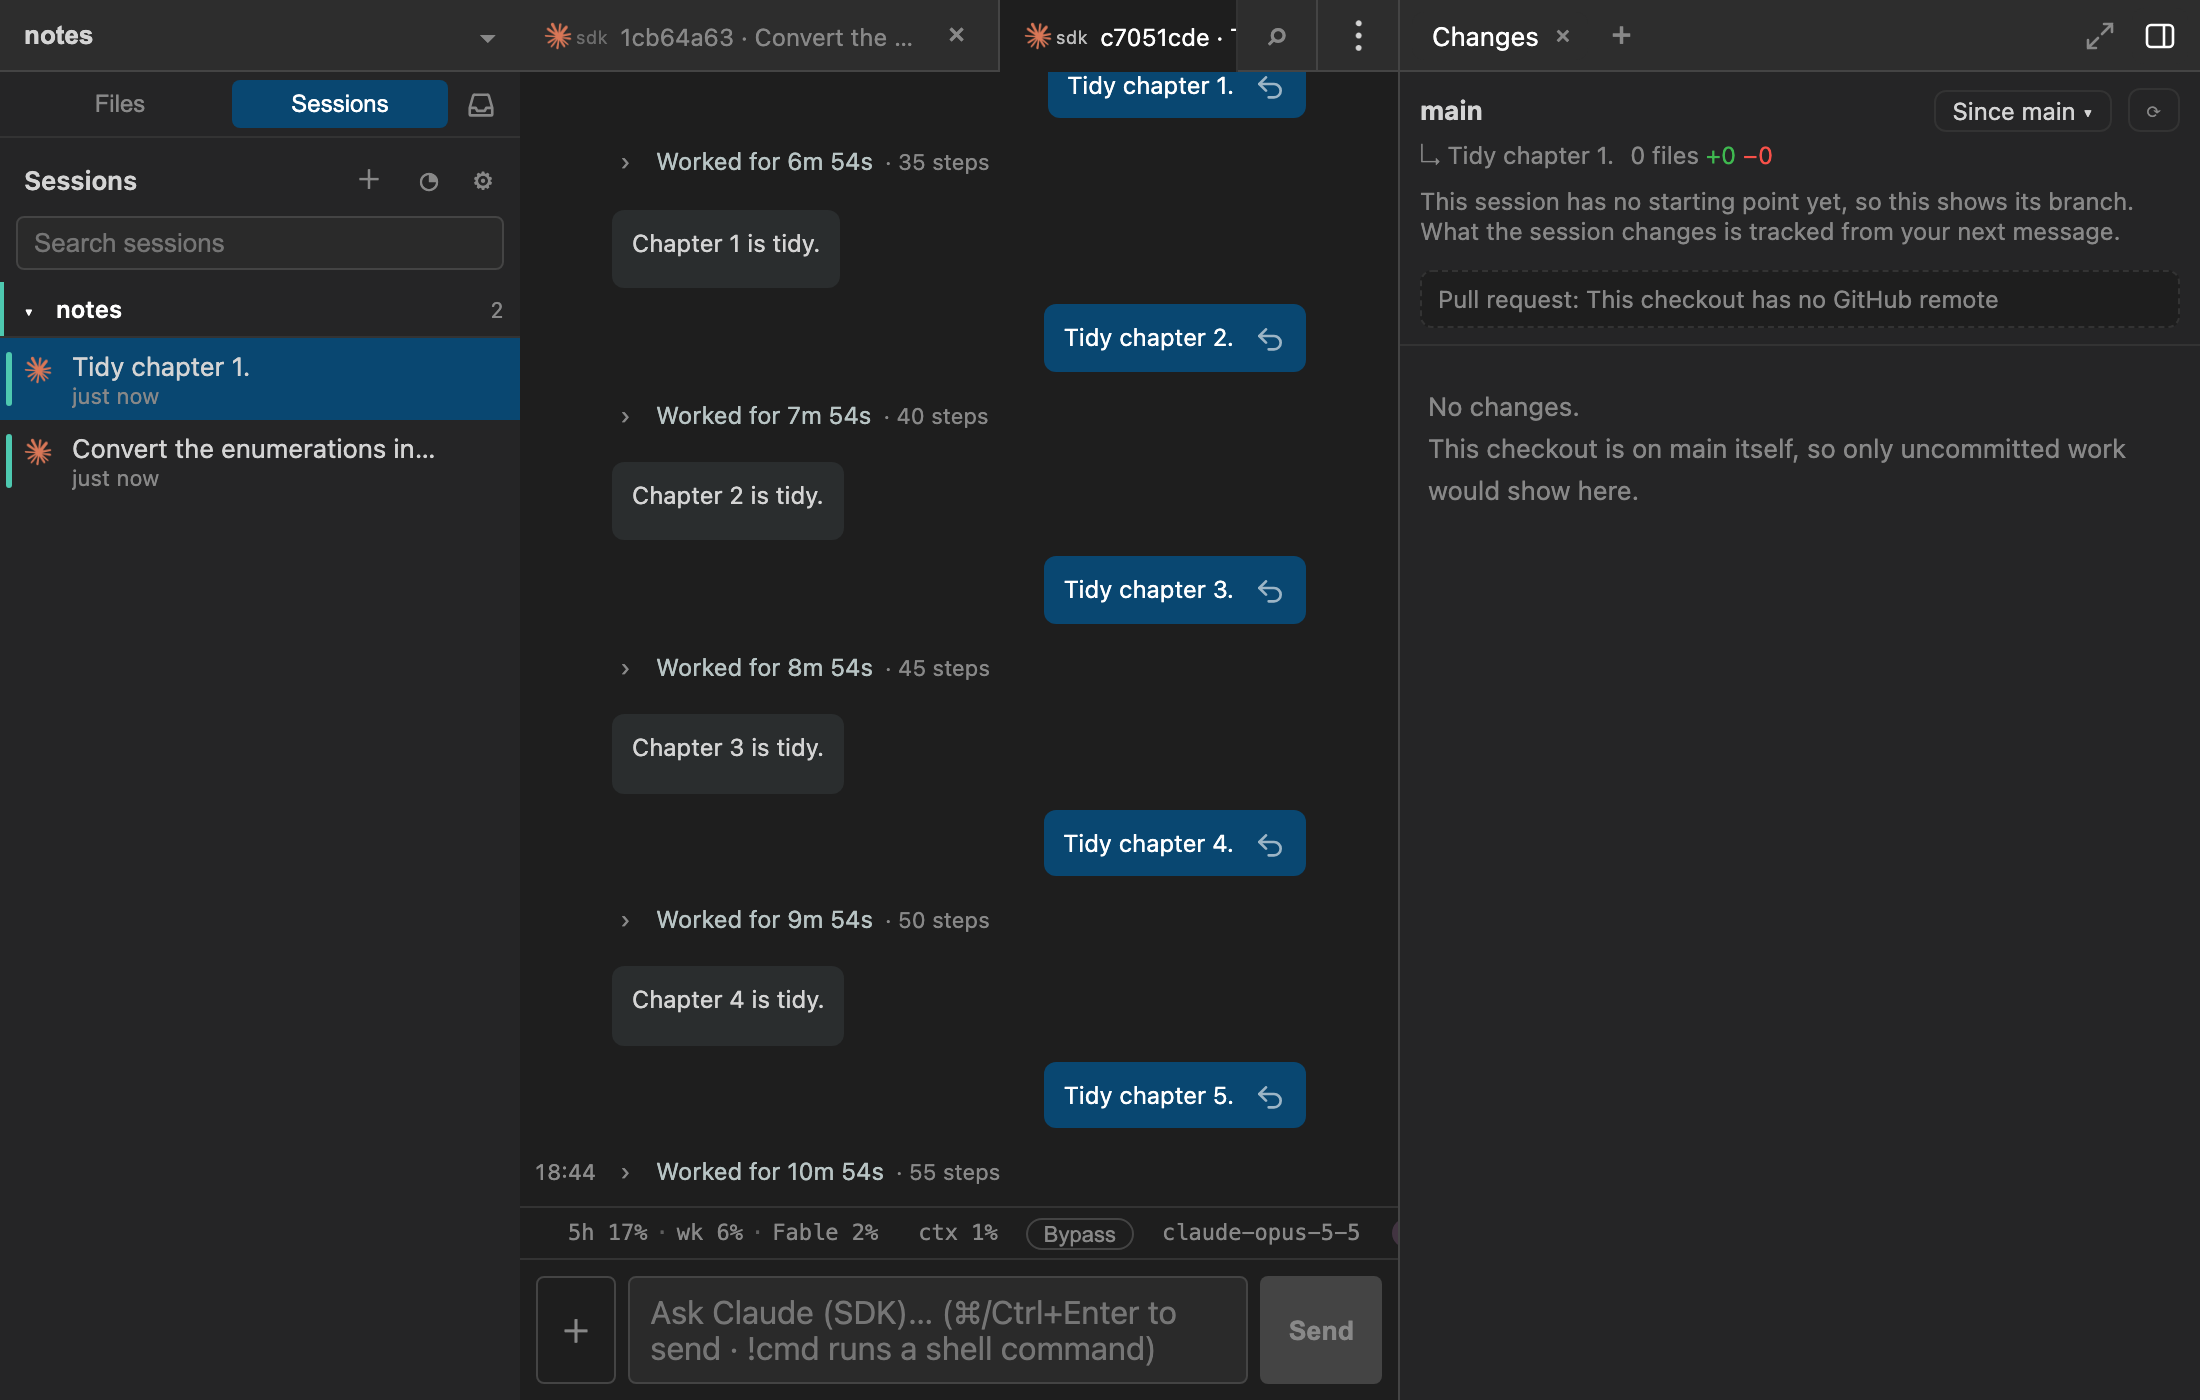 notes
Files
Sessions
Sessions
Search sessions
notes
2
Tidy chapter 1.
just now
Convert the enumerations in...
just now
sdk 1cb64a63 · Convert the ...
sdk c7051cde ·
Tidy chapter 1.
Worked for 6m 54s · 35 steps
Chapter 1 is tidy.
Tidy chapter 2.
Worked for 7m 54s · 40 steps
Chapter 2 is tidy.
Tidy chapter 3.
Worked for 8m 54s · 45 steps
Chapter 3 is tidy.
Tidy chapter 4.
Worked for 9m 54s · 50 steps
Chapter 4 is tidy.
Tidy chapter 5.
18:44 Worked for 10m 54s · 55 steps
5h 17% · wk 6% · Fable 2% ctx 1% Bypass claude-opus-5-5
Ask Claude (SDK)... (⌘/Ctrl+Enter to
send · !cmd runs a shell command)
Send
Changes
main
Since main
Tidy chapter 1. 0 files +0 −0
This session has no starting point yet, so this shows its branch.
What the session changes is tracked from your next message.
Pull request: This checkout has no GitHub remote
No changes.
This checkout is on main itself, so only uncommitted work
would show here.